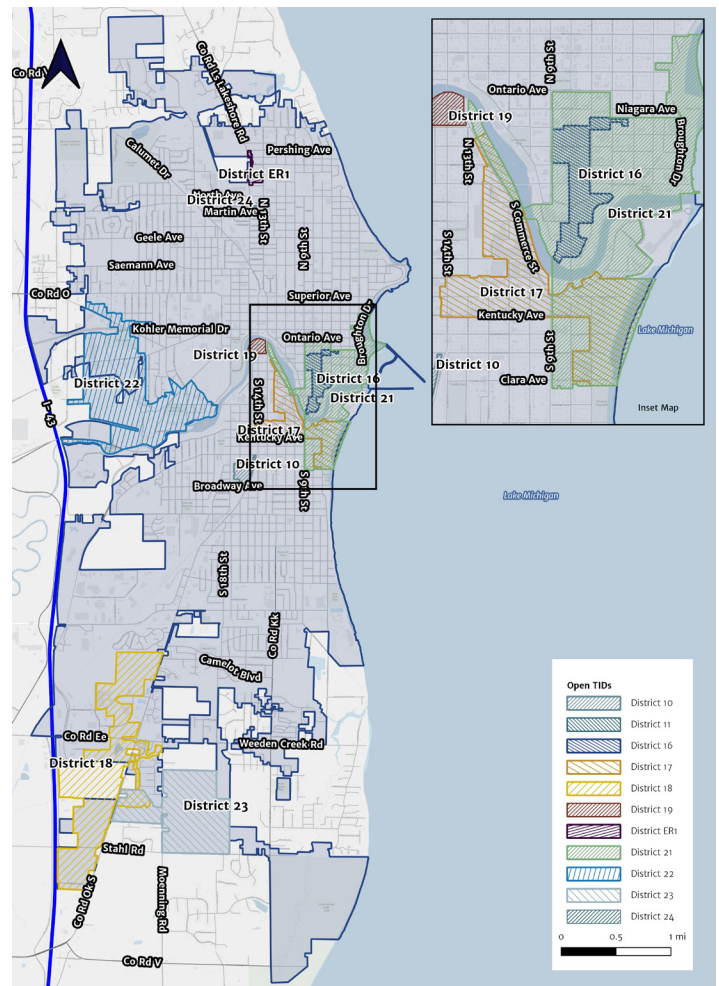 Co Rd V
Co Rd Ls Lakeshore Rd
Calumet Dr
Pershing Ave
District ER1
North Av
District 24
Martin Ave
N 13th St
Geele Ave
N 9th St
Saemann Ave
Co Rd O
Superior Ave
Broughton Dr
Kohler Memorial Dr
Ontario Ave
District 19
District 22
District 16
S 14th St
District 21
I- 43
District 17
Kentucky Ave
District 10
Broadway Ave
S 9th St
S 18th St
Co Rd Kk
Camelot Blvd
Co Rd Ee
Weeden Creek Rd
District 18
District 23
Stahl Rd
Co Rd Ok S
Moenning Rd
Co Rd V
Lake Michigan
N 9th St
Ontario Ave
Niagara Ave
District 19
Broughton Dr
N 13th St
District 16
District 21
S Commerce St
S 14th St
District 17
Kentucky Ave
Lake Michigan
S 9th St
District 10
Clara Ave
Inset Map
Open TIDs
District 10
District 11
District 16
District 17
District 18
District 19
District ER1
District 21
District 22
District 23
District 24
0 0.5 1 mi